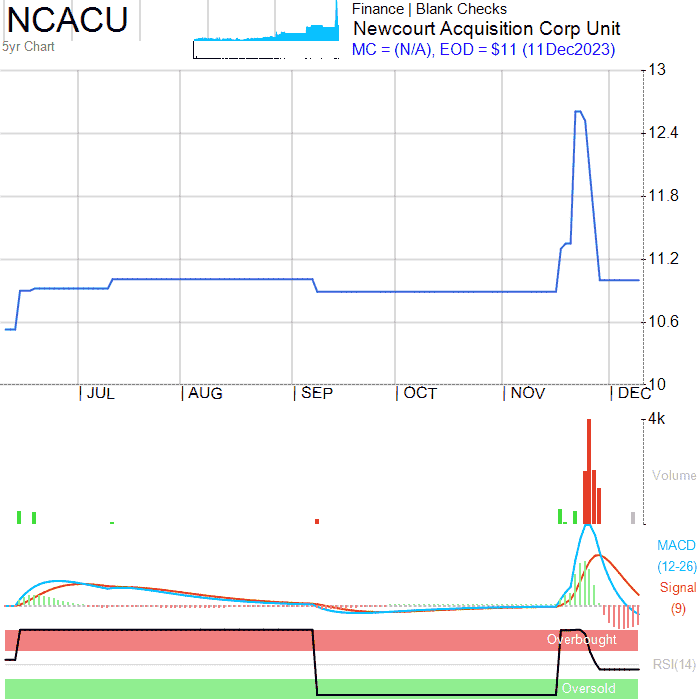 NCACU
5yr Chart
Finance | Blank Checks
Newcourt Acquisition Corp Unit
MC = (N/A), EOD = $11 (11Dec2023)
13
12.4
11.8
11.2
10.6
10
JUL AUG SEP OCT NOV DEC
4k
Volume
MACD
(12-26)
Signal
(9)
Overbought
RSI(14)
Oversold